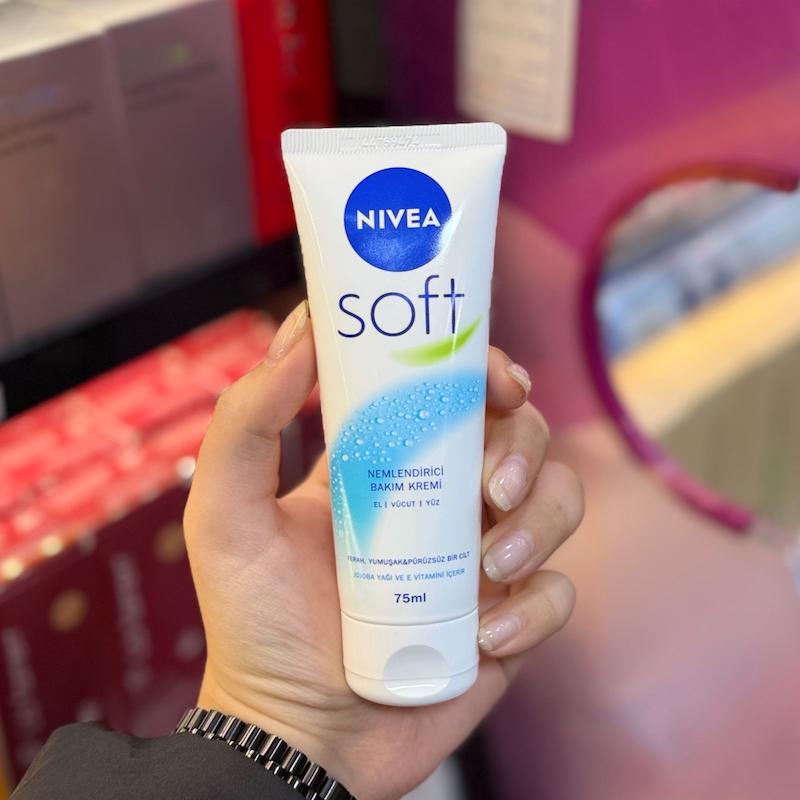 NIVEA
soft
NEMLENDİRİCİ
BAKIM KREMİ
EL | VÜCUT | YÜZ
FERAH, YUMUŞAK&PÜRÜZSÜZ BİR CİLT
JOJOBA YAĞI VE E VİTAMİNİ İÇERİR
75ml